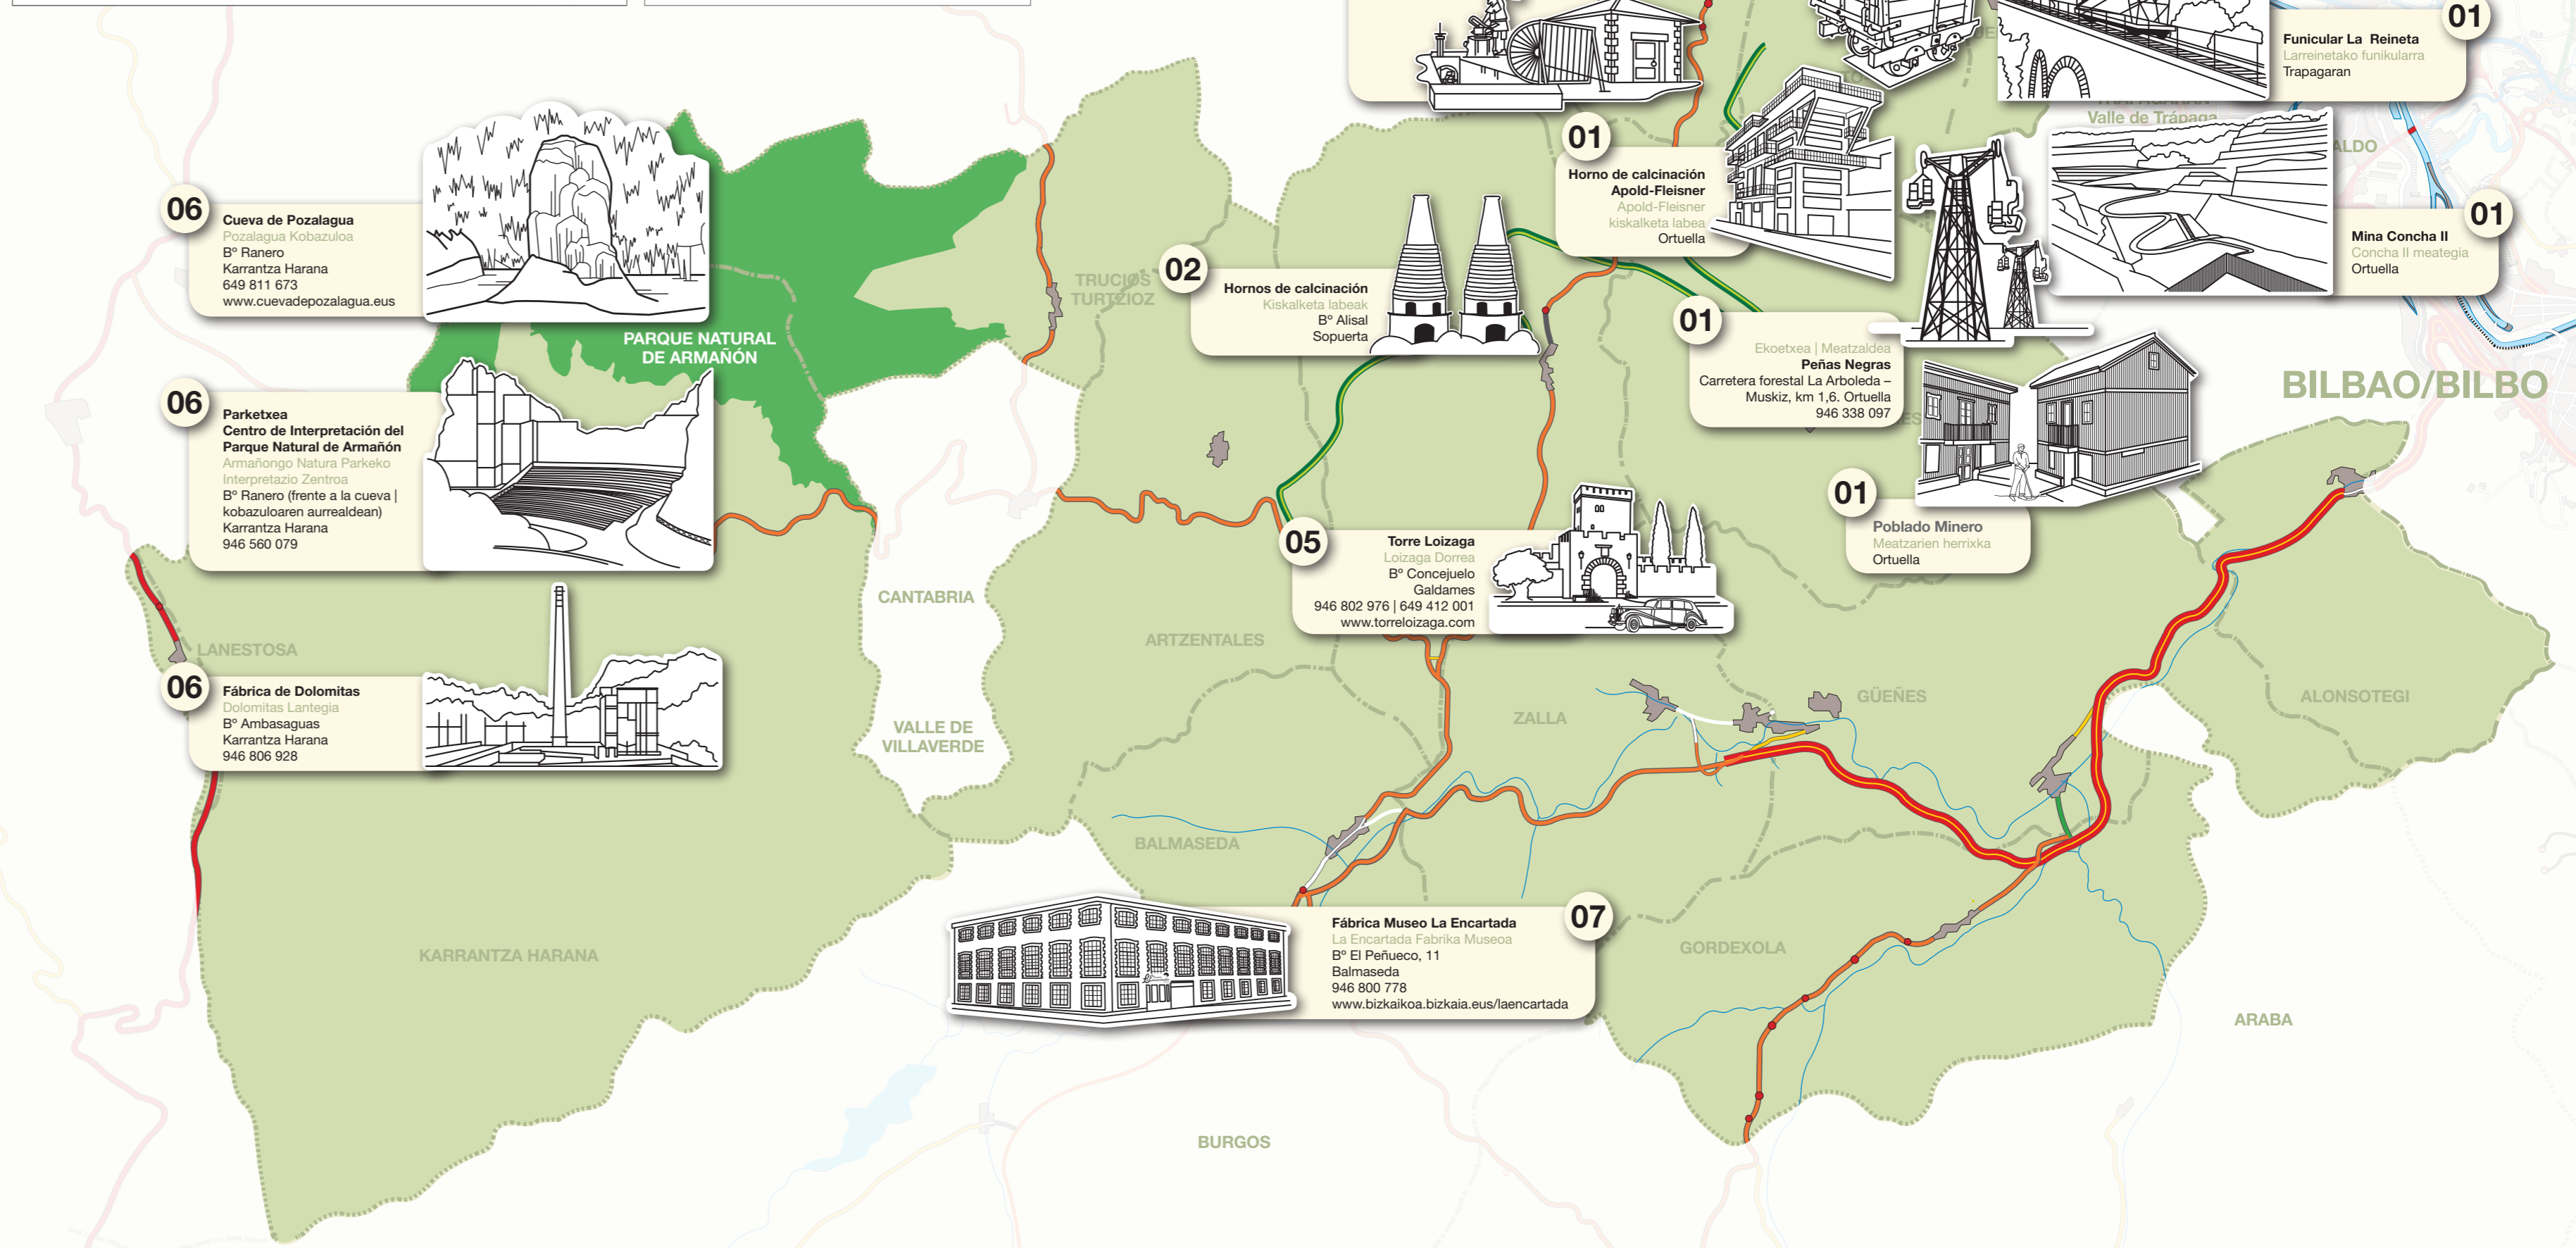 01
Funicular La Reineta
Larreinetako funikularra
Trapagaran
Valle de Trápaga
ALDO
01
Horno de calcinación
Apold-Fleisner
Apold-Fleisner
kiskalketa labea
Ortuella
06
Cueva de Pozalagua
Pozalagua Kobazuloa
Bº Ranero
Karrantza Harana
649 811 673
www.cuevadepozalagua.eus
01
Mina Concha II
Concha II meategia
Ortuella
02
Hornos de calcinación
Kiskalketa labeak
Bº Alisal
Sopuerta
TRUCIOS
TURTZIOZ
PARQUE NATURAL
DE ARMAÑÓN
01
Ekoetxea | Meatzaldea
Peñas Negras
Carretera forestal La Arboleda –
Muskiz, km 1,6. Ortuella
946 338 097
BILBAO/BILBO
06
Parketxea
Centro de Interpretación del
Parque Natural de Armañón
Armañongo Natura Parkeko
Interpretazio Zentroa
Bº Ranero (frente a la cueva |
kobazuloaren aurrealdean)
Karrantza Harana
946 560 079
01
Poblado Minero
Meatzarien herrixka
Ortuella
05
Torre Loizaga
Loizaga Dorrea
Bº Concejuelo
Galdames
946 802 976 | 649 412 001
www.torreloizaga.com
CANTABRIA
ARTZENTALES
LANESTOSA
06
Fábrica de Dolomitas
Dolomitas Lantegia
Bº Ambasaguas
Karrantza Harana
946 806 928
VALLE DE
VILLAVERDE
ZALLA
GÜEÑES
ALONSOTEGI
BALMASEDA
07
Fábrica Museo La Encartada
La Encartada Fabrika Museoa
Bº El Peñueco, 11
Balmaseda
946 800 778
www.bizkaikoa.bizkaia.eus/laencartada
GORDEXOLA
KARRANTZA HARANA
ARABA
BURGOS